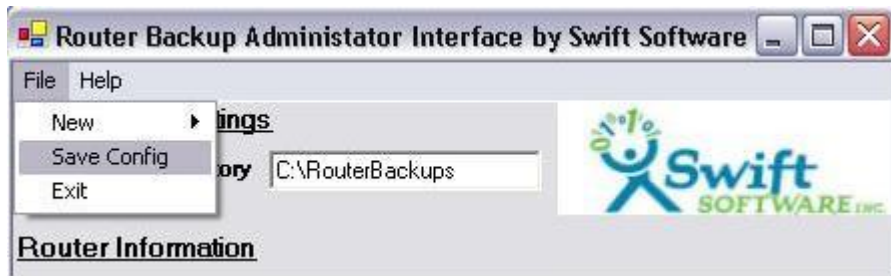 Router Backup Administator Interface by Swift Software
File Help
New
Save Config
Exit
ings
ory C:\RouterBackups
Swift
SOFTWARE INC.
Router Information